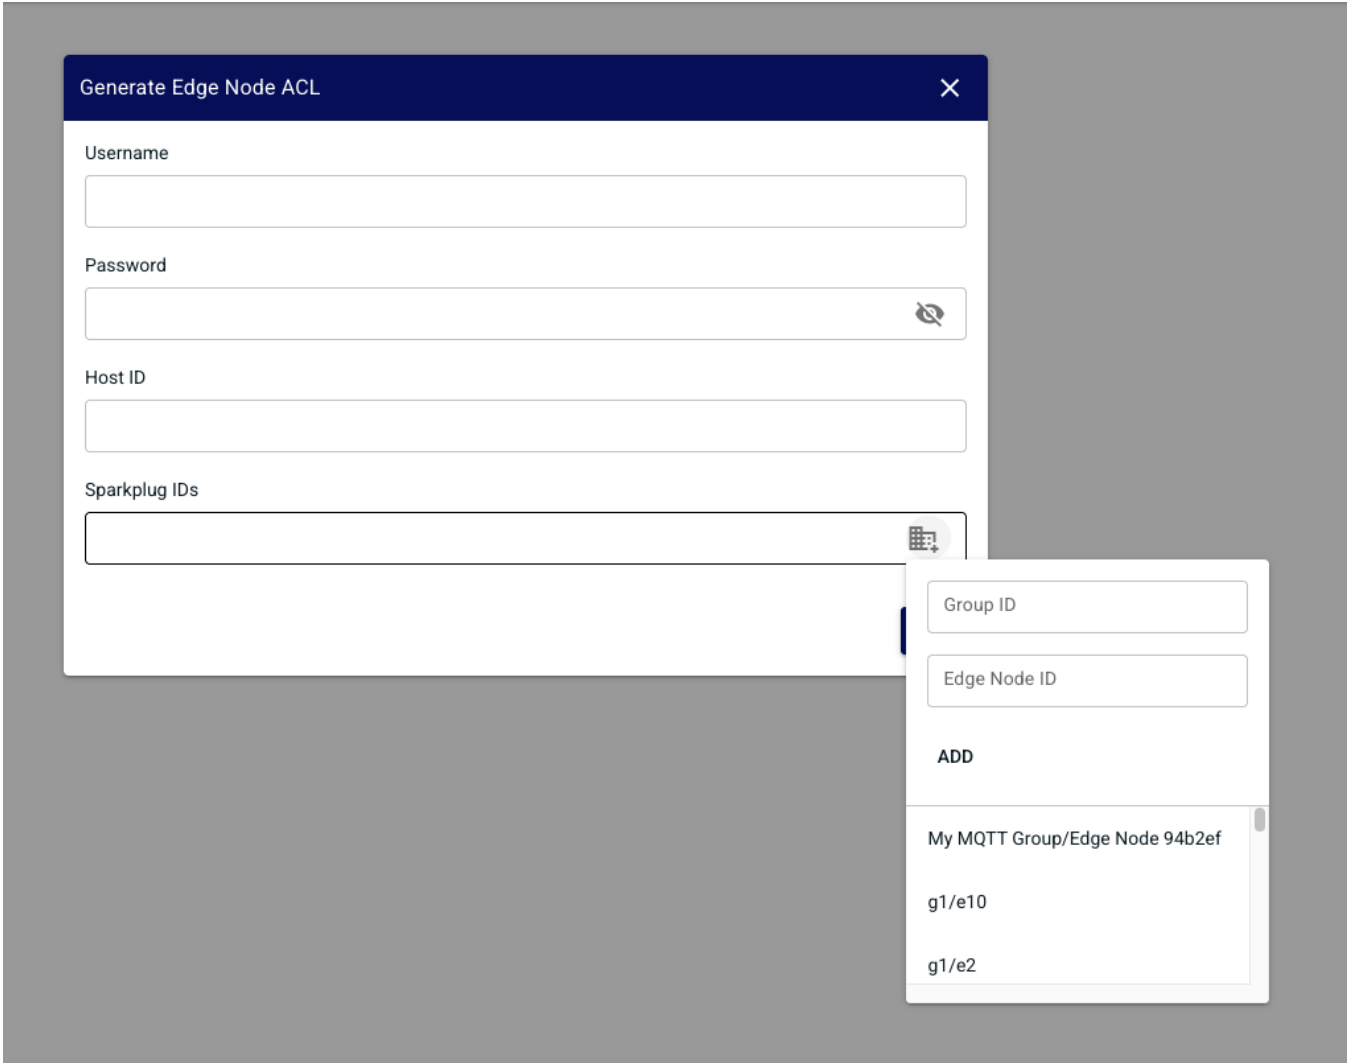 Generate Edge Node ACL
Username
Password
Host ID
Sparkplug IDs
Group ID
Edge Node ID
ADD
My MQTT Group/Edge Node 94b2ef
g1/e10
g1/e2